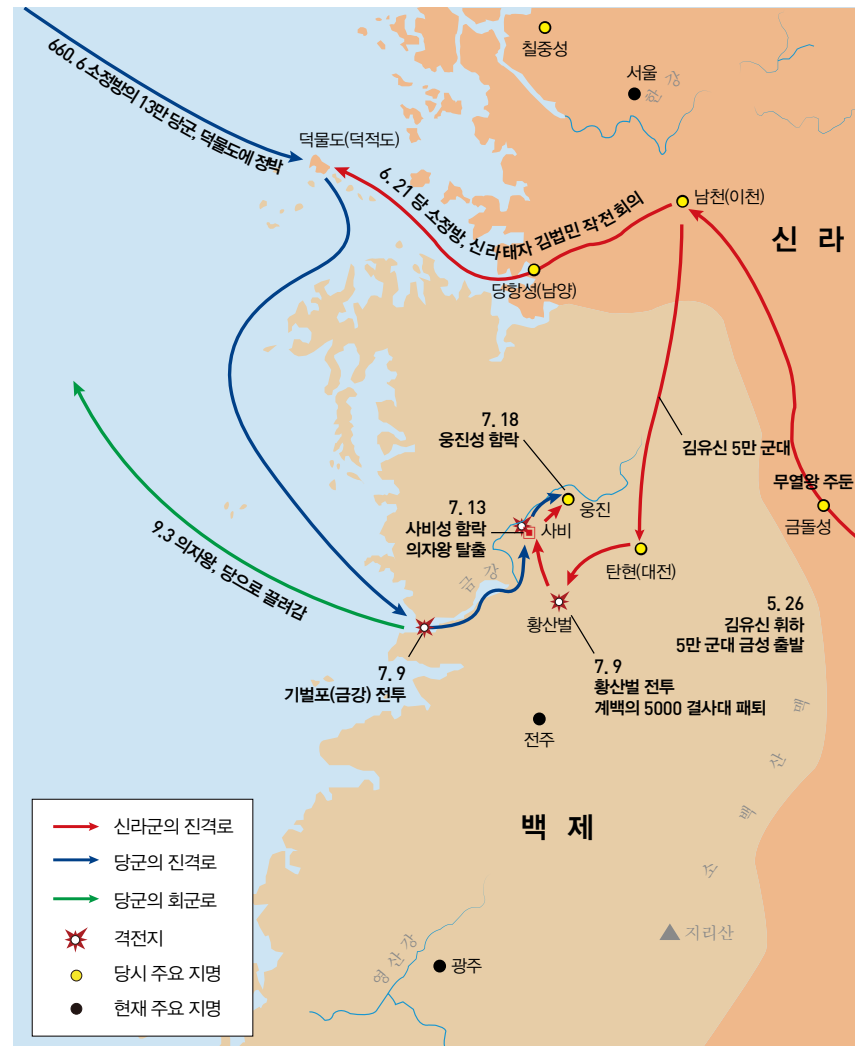 칠중성
서울
한강
660. 6 소정방의 13만 당군, 덕물도에 정박
덕물도(덕적도)
6. 21 당 소정방, 신라태자 김법민 작전회의
남천(이천)
신 라
당항성(남양)
7. 18
웅진성 함락
김유신 5만 군대
무열왕 주둔
금돌성
7. 13
사비성 함락
의자왕 탈출
웅진
사비
탄현(대전)
금강
황산벌
9.3 의자왕, 당으로 끌려감
5. 26
김유신 휘하
5만 군대 금성 출발
7. 9
기벌포(금강) 전투
7. 9
황산벌 전투
계백의 5000 결사대 패퇴
전주
백 제
소백산맥
지리산
영산강
광주
신라군의 진격로
당군의 진격로
당군의 회군로
격전지
당시 주요 지명
현재 주요 지명